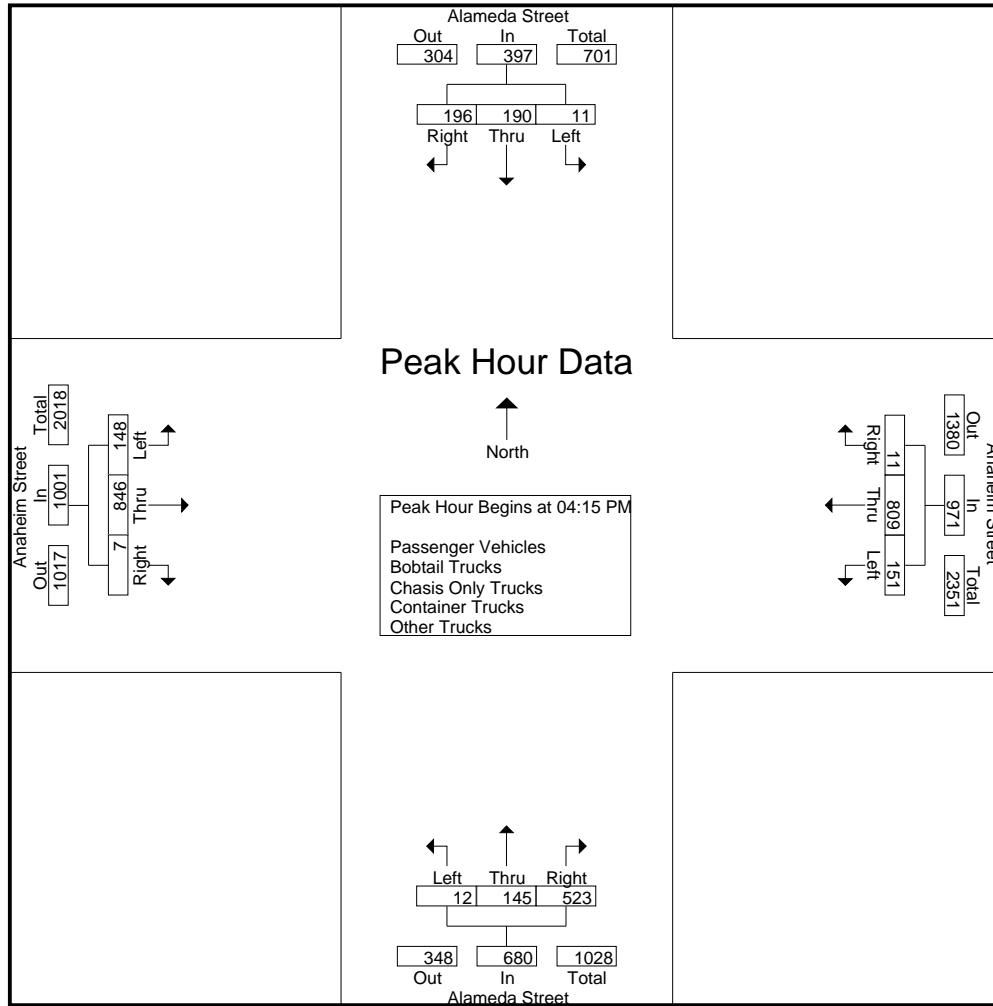 Alameda Street
Out In Total
304 397 701
196 190 11
Right Thru Left
Peak Hour Data
North
Peak Hour Begins at 04:15 PM
Passenger Vehicles
Bobtail Trucks
Chasis Only Trucks
Container Trucks
Other Trucks
Anaheim Street
Total In Out
2018 1001 1017
148 846 7
Left Thru Right
Anaheim Street
Out In Total
1380 971 2351
11 809 151
Right Thru Left
Left Thru Right
12 145 523
348 680 1028
Out In Total
Alameda Street